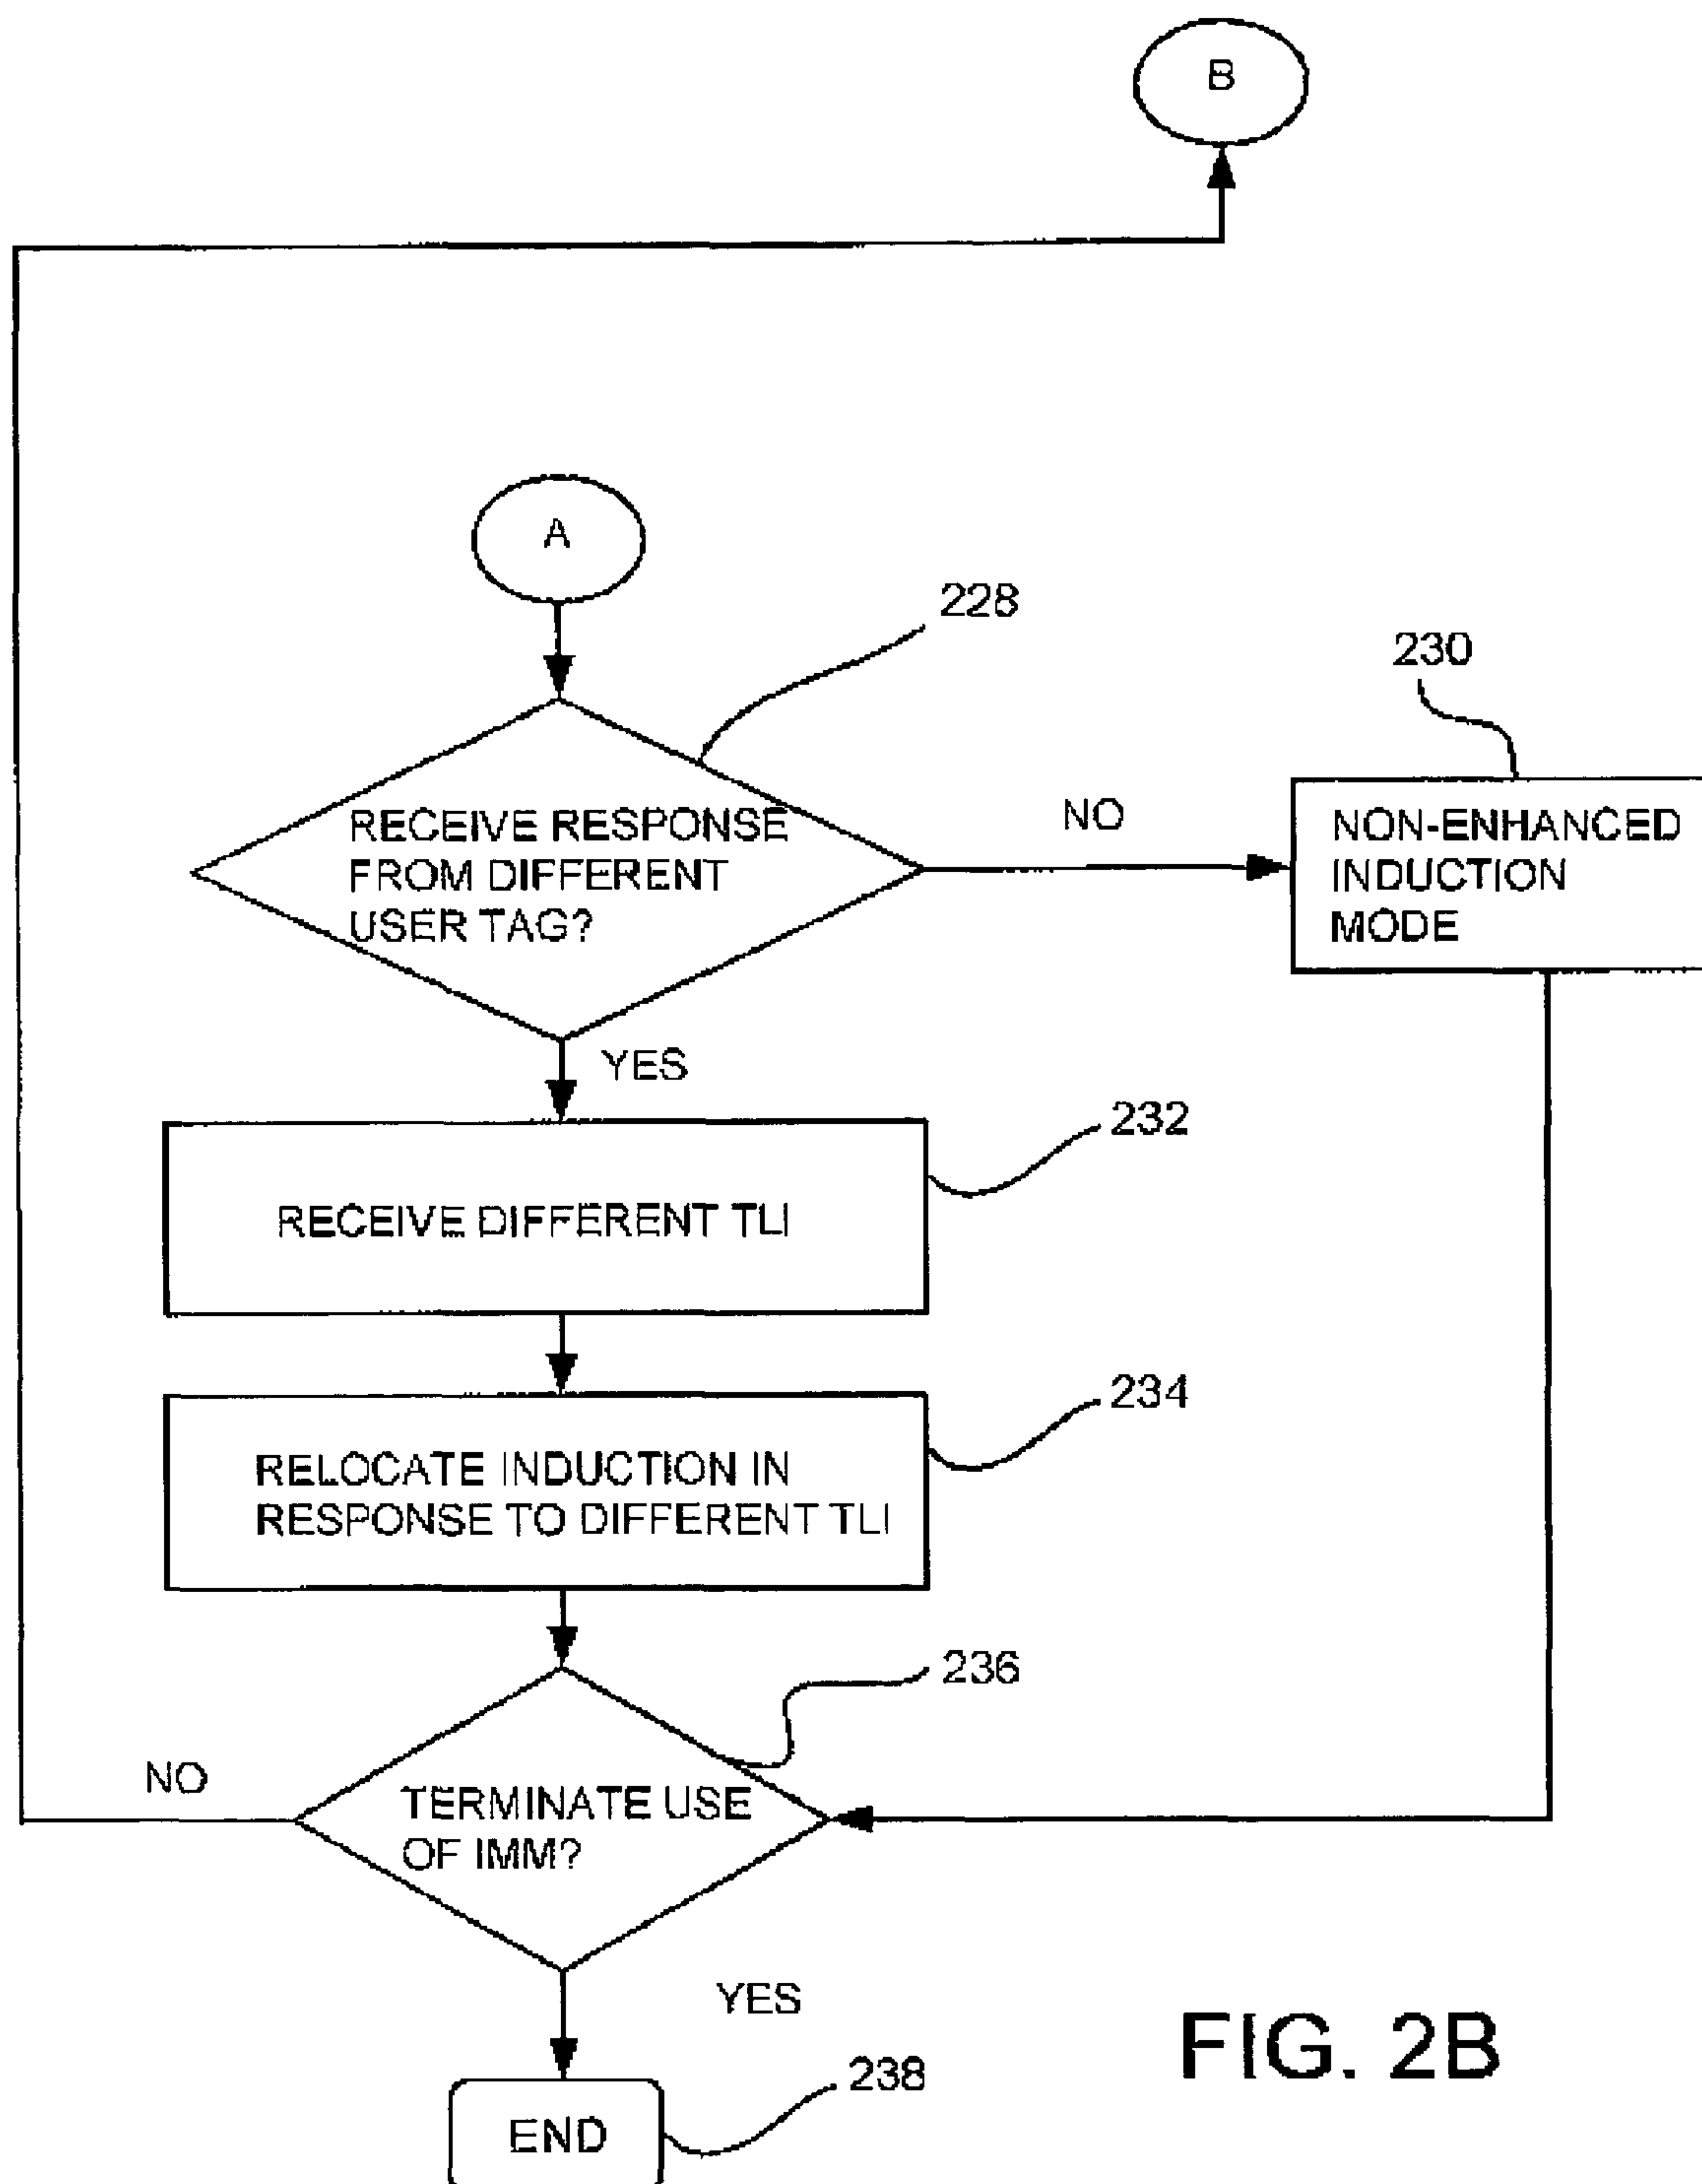 B
A
228
230
RECEIVE RESPONSE
FROM DIFFERENT
USER TAG?
NO
NON-ENHANCED
INDUCTION
MODE
YES
232
RECEIVE DIFFERENT TLI
234
RELOCATE INDUCTION IN
RESPONSE TO DIFFERENT TLI
236
NO
TERMINATE USE
OF IMM?
YES
238
END
FIG. 2B